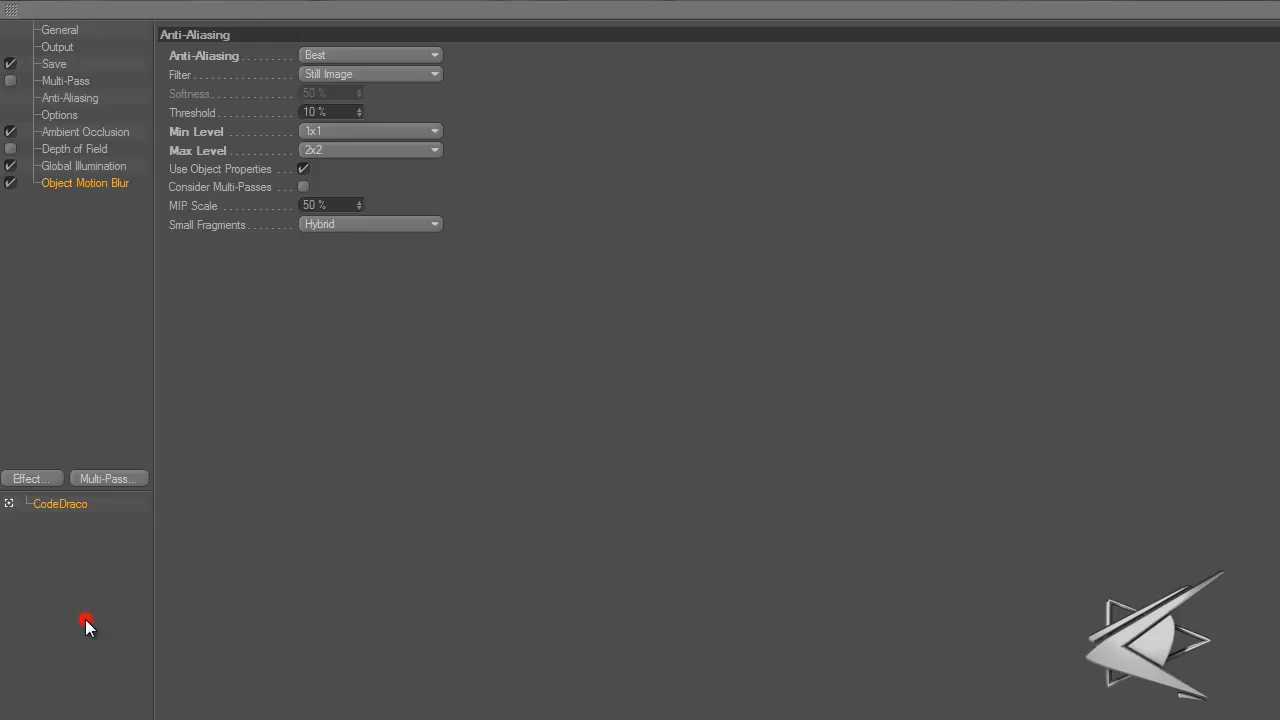 General
Output
Save
Multi-Pass
Anti-Aliasing
Options
Ambient Occlusion
Depth of Field
Global Illumination
Object Motion Blur
Effect...
Multi-Pass...
CodeDraco
Anti-Aliasing
Anti-Aliasing Best
Filter Still Image
Softness 50 %
Threshold 10 %
Min Level 1x1
Max Level 2x2
Use Object Properties
Consider Multi-Passes
MIP Scale 50 %
Small Fragments Hybrid